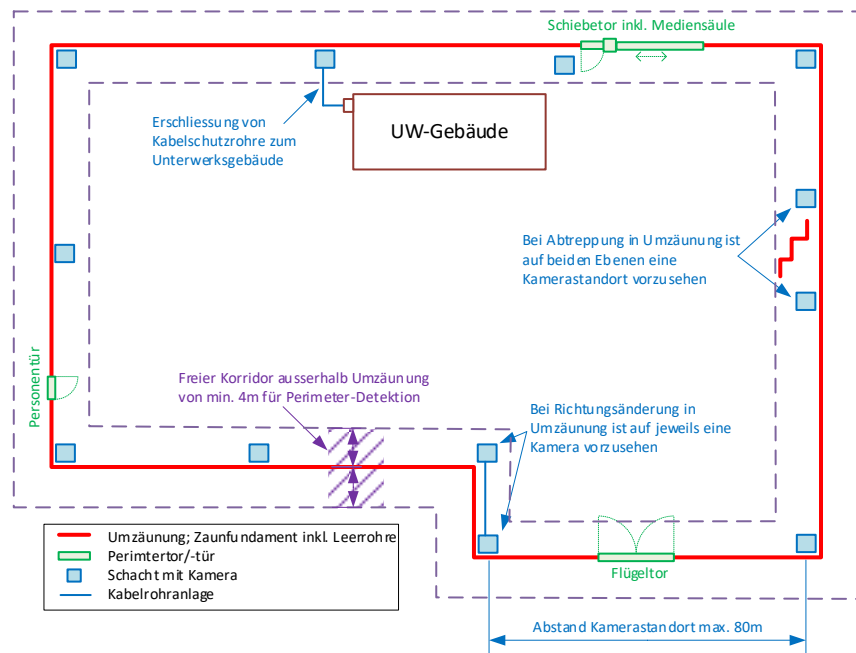 Schiebetor inkl. Mediensäule
Erschliessung von
Kabelschutzrohre zum
Unterwerksgebäude
UW-Gebäude
Bei Abtreppung in Umzäunung ist
auf beiden Ebenen eine
Kamerastandort vorzusehen
Personentür
Freier Korridor ausserhalb Umzäunung
von min. 4m für Perimeter-Detektion
Bei Richtungsänderung in
Umzäunung ist auf jeweils eine
Kamera vorzusehen
Umzäunung; Zaunfundament inkl. Leerrohre
Perimtertor/-tür
Schacht mit Kamera
Kabelrohranlage
Flügeltor
Abstand Kamerastandort max. 80m